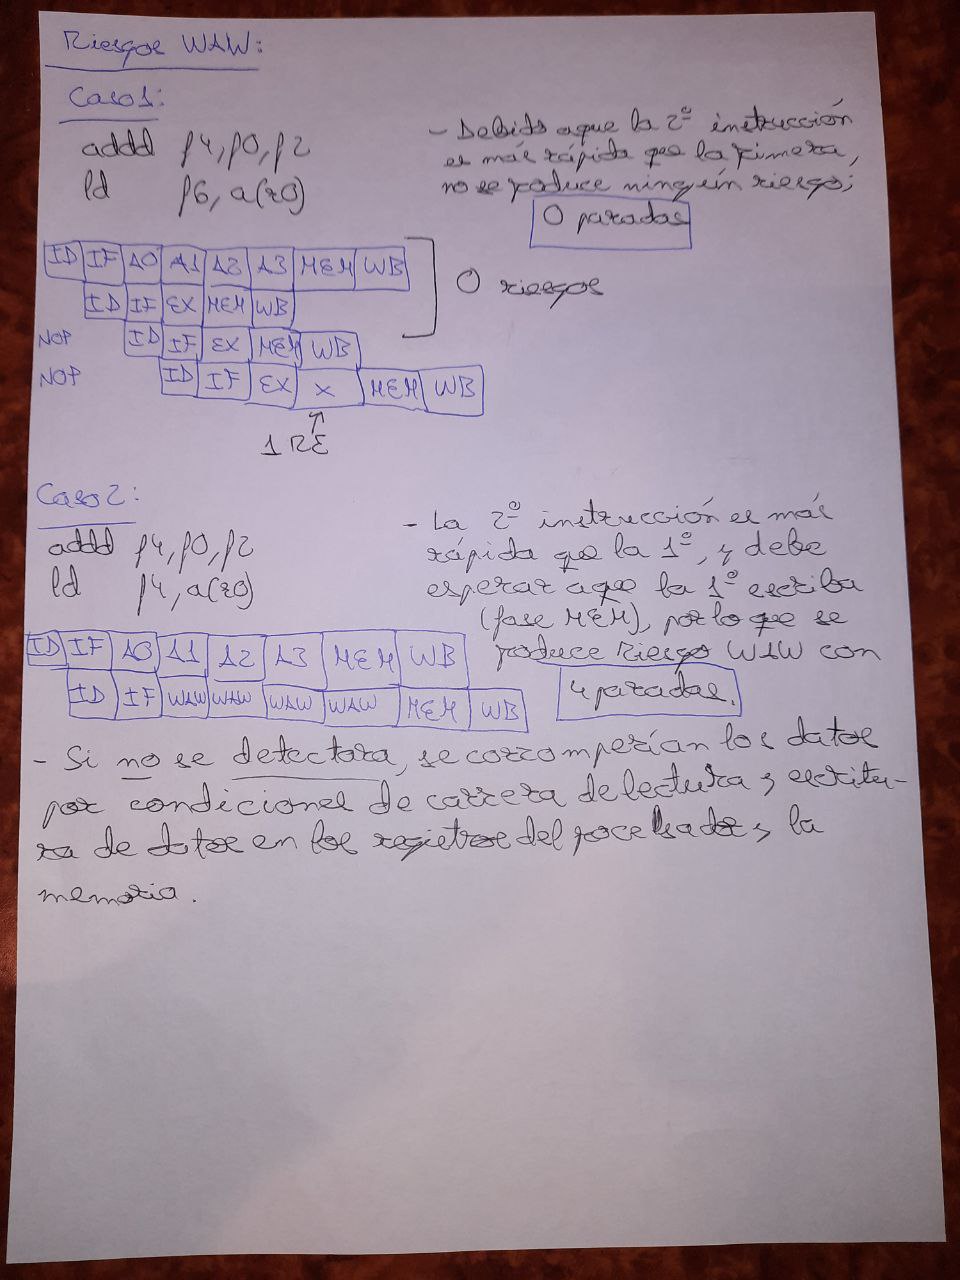 Riesgos WAW:
Caso 1:
addd f4, f0, f2
ld f6, a(r0)
- Debido a que la 2º instrucción
es más rápida que la primera,
no se produce ningún riesgo;
0 paradas
ID IF A0 A1 A2 A3 MEM WB
ID IF EX MEM WB
NOP ID IF EX MEM WB
NOP ID IF EX X MEM WB
0 riesgos
1 RE
Caso 2:
addd f4, f0, f2
ld f4, a(r0)
- La 2º instrucción es más
rápida que la 1º, y debe
esperar a que la 1º escriba
(fase MEM), por lo que se
produce Riesgo WAW con
4 paradas.
ID IF A0 A1 A2 A3 MEM WB
ID IF WAW WAW WAW WAW MEM WB
- Si no se detectara, se corromperían los datos
por condiciones de carrera de lectura y escritu-
ra de datos en los registros del procesador y la
memoria.